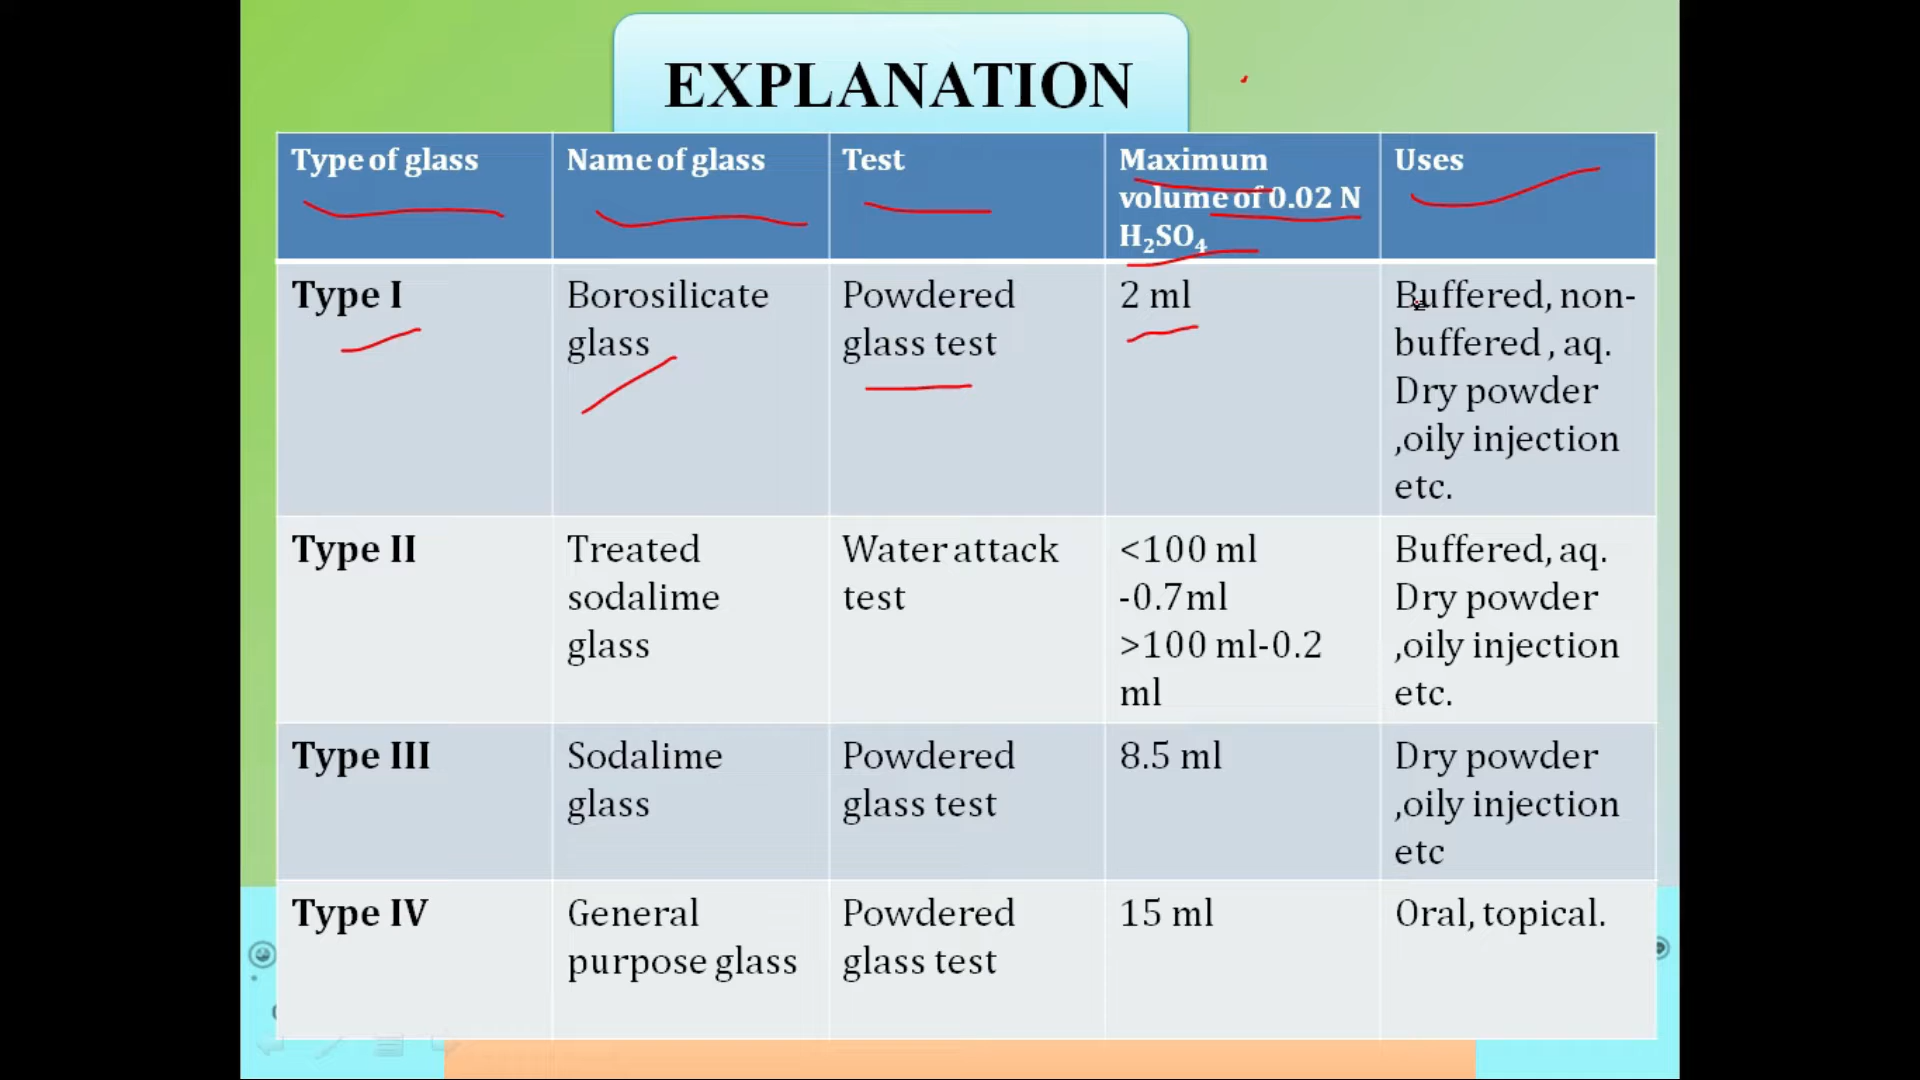 EXPLANATION
Type of glass
Name of glass
Test
Maximum
volume of 0.02 N
H₂SO₄
Uses
Type I
Borosilicate
glass
Powdered
glass test
2 ml
Buffered, non-
buffered , aq.
Dry powder
,oily injection
etc.
Type II
Treated
sodalime
glass
Water attack
test
<100 ml
-0.7ml
>100 ml-0.2
ml
Buffered, aq.
Dry powder
,oily injection
etc.
Type III
Sodalime
glass
Powdered
glass test
8.5 ml
Dry powder
,oily injection
etc
Type IV
General
purpose glass
Powdered
glass test
15 ml
Oral, topical.